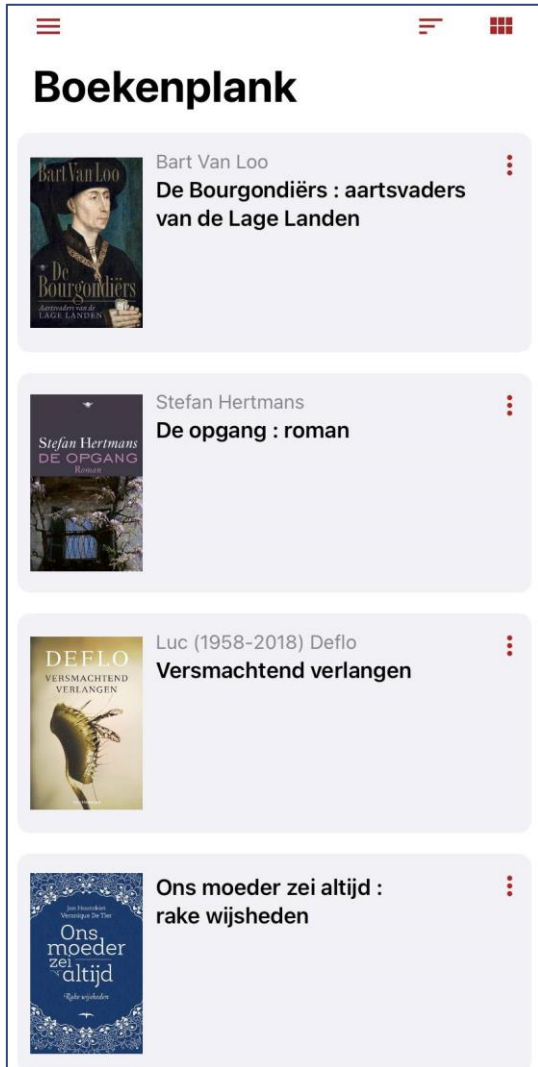 Boekenplank
Bart Van Loo
De Bourgondiërs : aartsvaders
van de Lage Landen
Bart Van Loo
De
Bourgondiërs
Aartsvaders van de
LAGE LANDEN
Stefan Hertmans
De opgang : roman
Stefan Hertmans
DE OPGANG
Roman
Luc (1958-2018) Deflo
Versmachtend verlangen
DEFLO
VERSMACHTEND
VERLANGEN
Ons moeder zei altijd :
rake wijsheden
Veronique De Tier
Ons
moeder
zei
altijd
Rake wijsheden